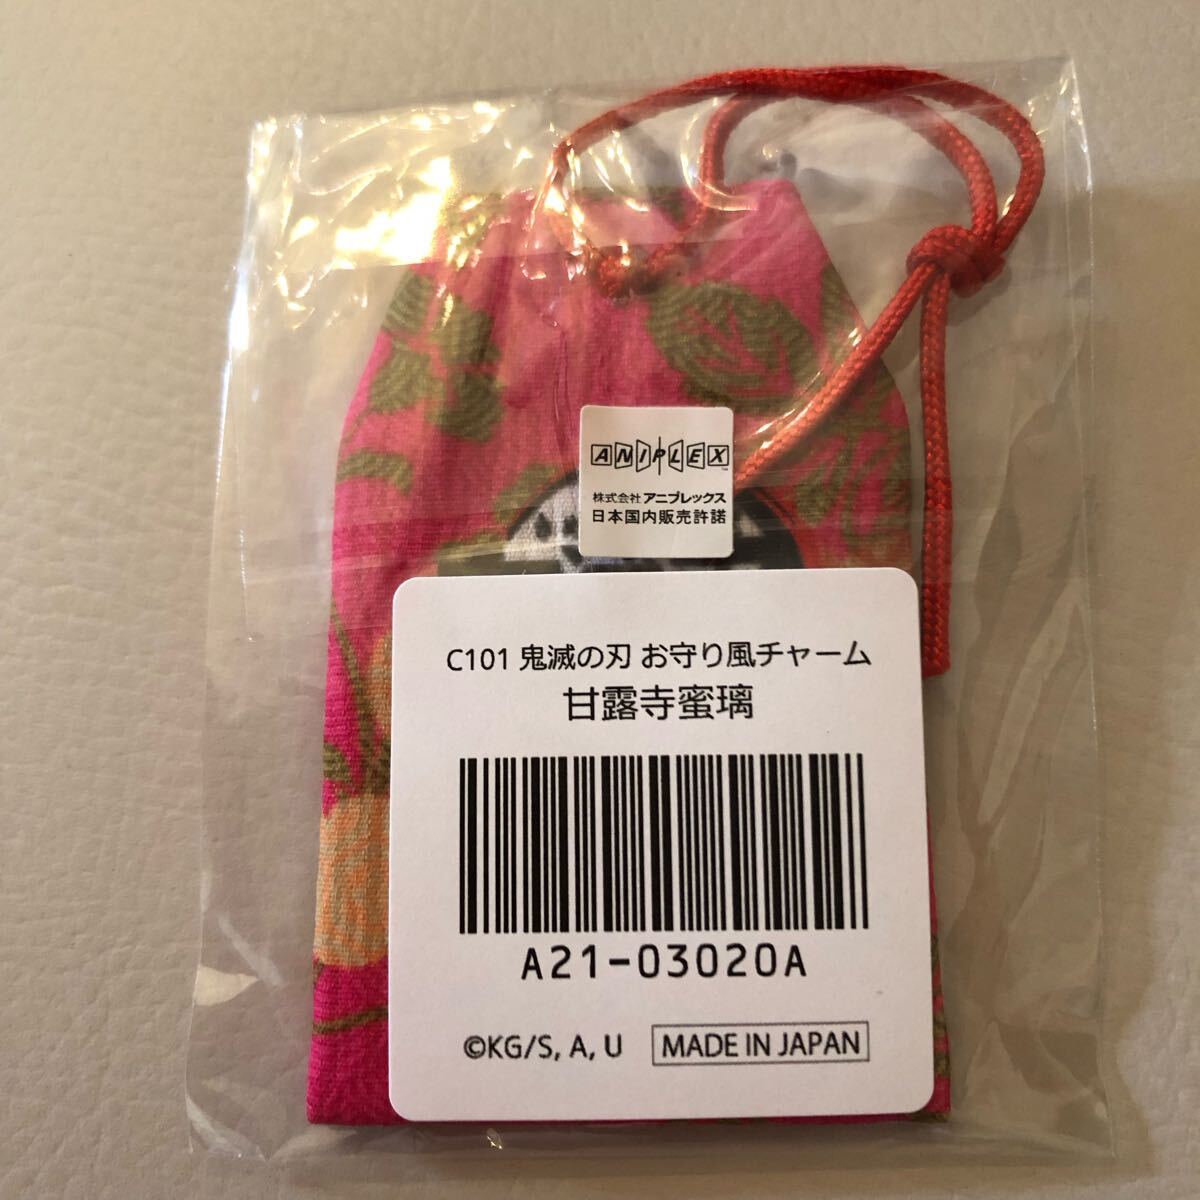 ANIPLEX
株式会社 アニプレックス
日本国内販売許諾
C101 鬼滅の刃 お守り風チャーム
甘露寺蜜璃
A21-03020A
©KG/S, A, U
MADE IN JAPAN